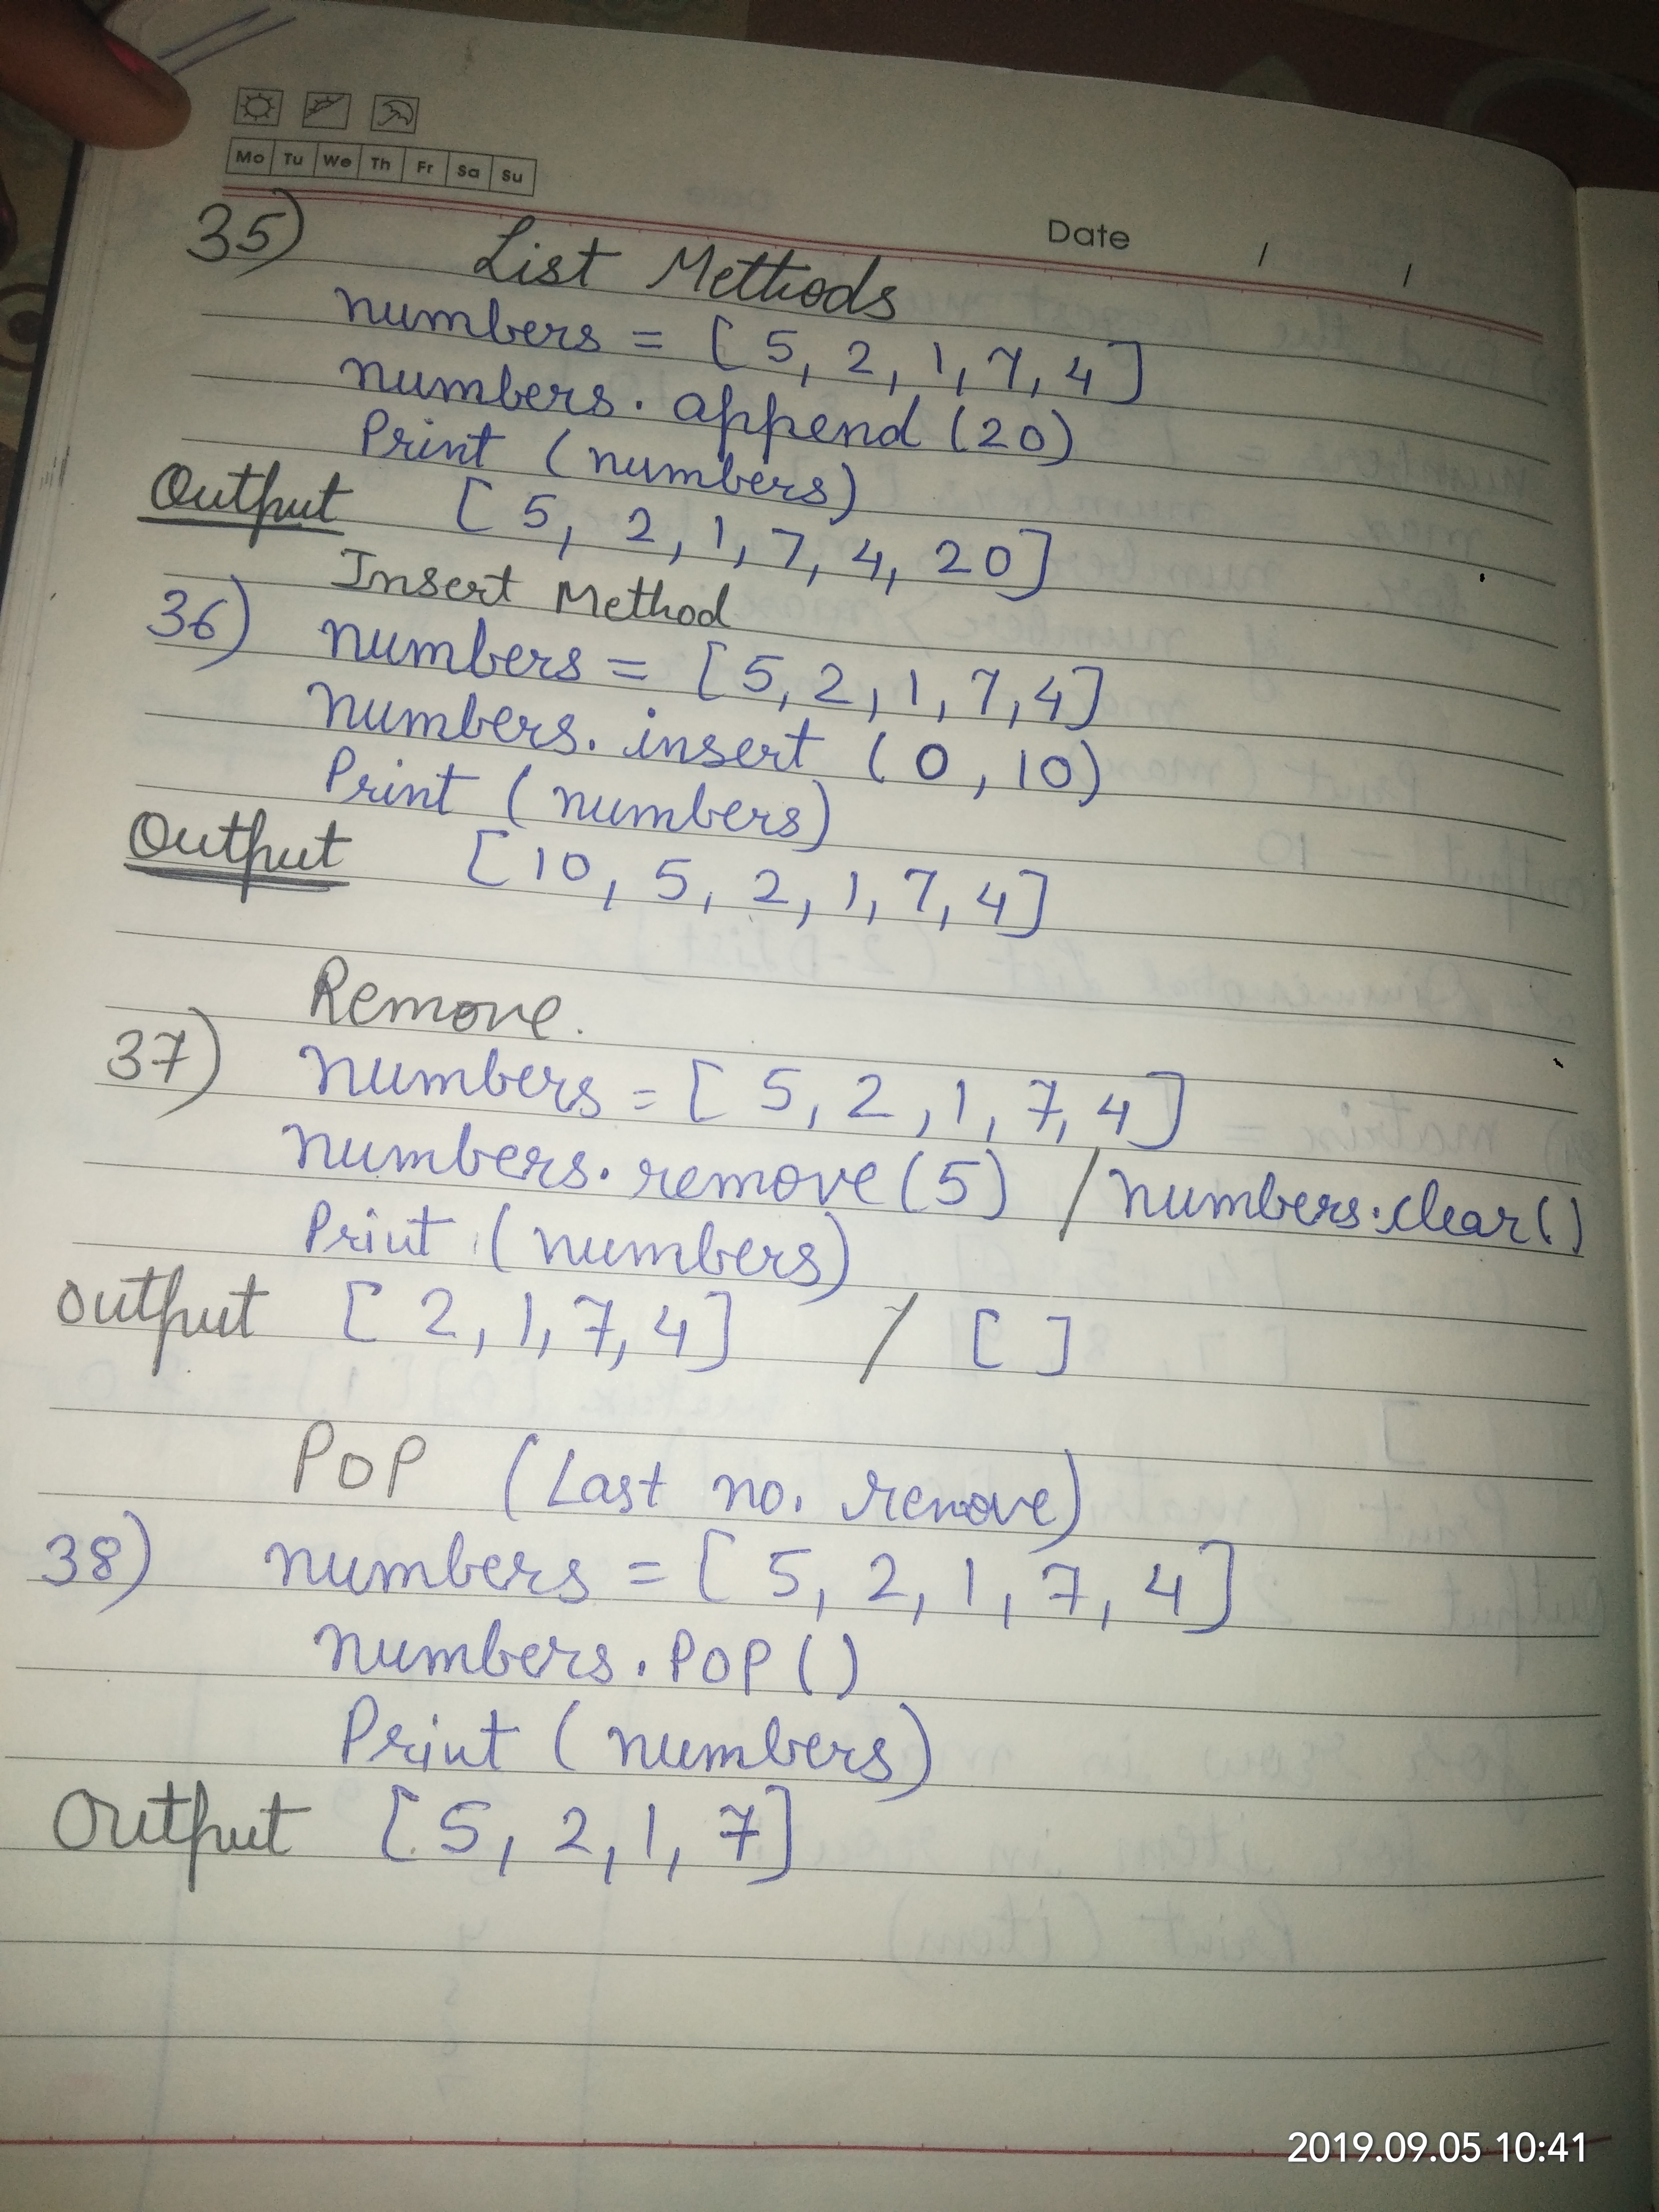 Mo Tu We Th Fr Sa Su
Date / /
35) List Methods
numbers = [ 5, 2, 1, 7, 4 ]
numbers. append (20)
Print (numbers)
Output [ 5, 2, 1, 7, 4, 20 ]
Insert Method
36) numbers = [ 5, 2, 1, 7, 4 ]
numbers. insert (0, 10)
Print (numbers)
Output [ 10, 5, 2, 1, 7, 4 ]
Remove.
37) numbers = [ 5, 2, 1, 7, 4 ]
numbers. remove (5) / numbers.clear()
Print (numbers)
output [ 2, 1, 7, 4 ] / [ ]
POP (Last no. remove)
38) numbers = [ 5, 2, 1, 7, 4 ]
numbers. POP ()
Print (numbers)
Output [ 5, 2, 1, 7 ]
2019.09.05 10:41